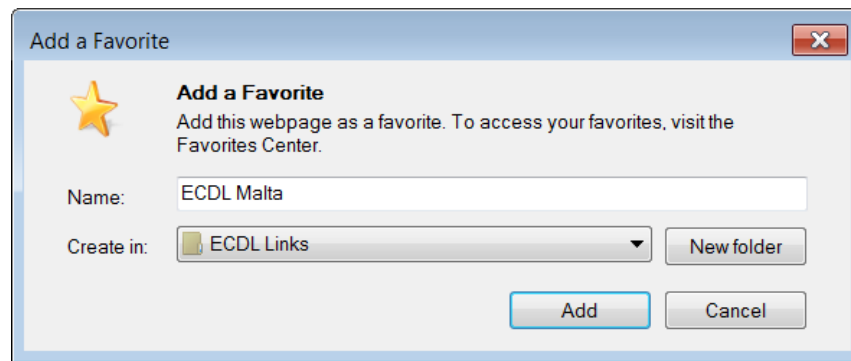 Add a Favorite
Add a Favorite
Add this webpage as a favorite. To access your favorites, visit the
Favorites Center.
Name: ECDL Malta
Create in: ECDL Links New folder
Add Cancel